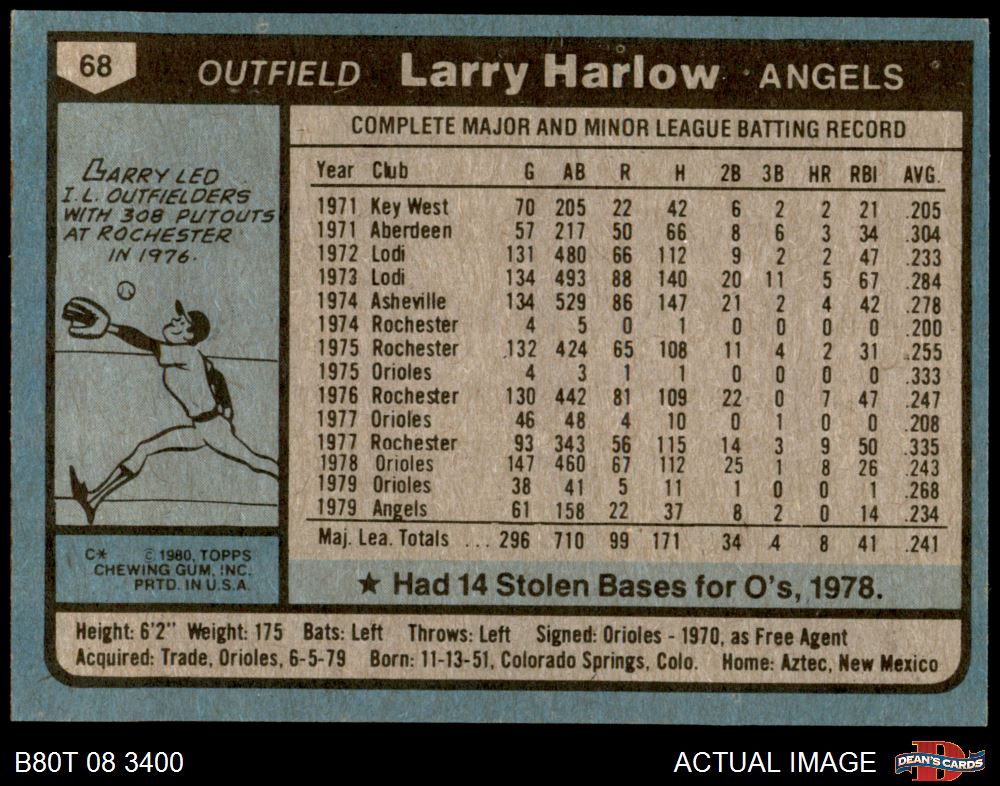 68 OUTFIELD Larry Harlow ANGELS
LARRY LED
I.L. OUTFIELDERS
WITH 308 PUTOUTS
AT ROCHESTER
IN 1976.
COMPLETE MAJOR AND MINOR LEAGUE BATTING RECORD
Year Club G AB R H 2B 3B HR RBI AVG.
1971 Key West 70 205 22 42 6 2 2 21 .205
1971 Aberdeen 57 217 50 66 8 6 3 34 .304
1972 Lodi 131 480 66 112 9 2 2 47 .233
1973 Lodi 134 493 88 140 20 11 5 67 .284
1974 Asheville 134 529 86 147 21 2 4 42 .278
1974 Rochester 4 5 0 1 0 0 0 0 .200
1975 Rochester 132 424 65 108 11 4 2 31 .255
1975 Orioles 4 3 1 1 0 0 0 0 .333
1976 Rochester 130 442 81 109 22 0 7 47 .247
1977 Orioles 46 48 4 10 0 1 0 0 .208
1977 Rochester 93 343 56 115 14 3 9 50 .335
1978 Orioles 147 460 67 112 25 1 8 26 .243
1979 Orioles 38 41 5 11 1 0 0 1 .268
1979 Angels 61 158 22 37 8 2 0 14 .234
Maj. Lea. Totals ... 296 710 99 171 34 4 8 41 .241
★ Had 14 Stolen Bases for O's, 1978.
C* © 1980, TOPPS
CHEWING GUM, INC.
PRTD. IN U.S.A.
Height: 6'2" Weight: 175 Bats: Left Throws: Left Signed: Orioles - 1970, as Free Agent
Acquired: Trade, Orioles, 6-5-79 Born: 11-13-51, Colorado Springs, Colo. Home: Aztec, New Mexico
B80T 08 3400 ACTUAL IMAGE D DEAN'S CARDS